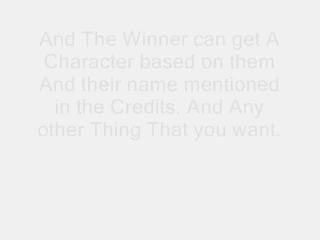 And The Winner can get A
Character based on them
And their name mentioned
in the Credits. And Any
other Thing That you want.